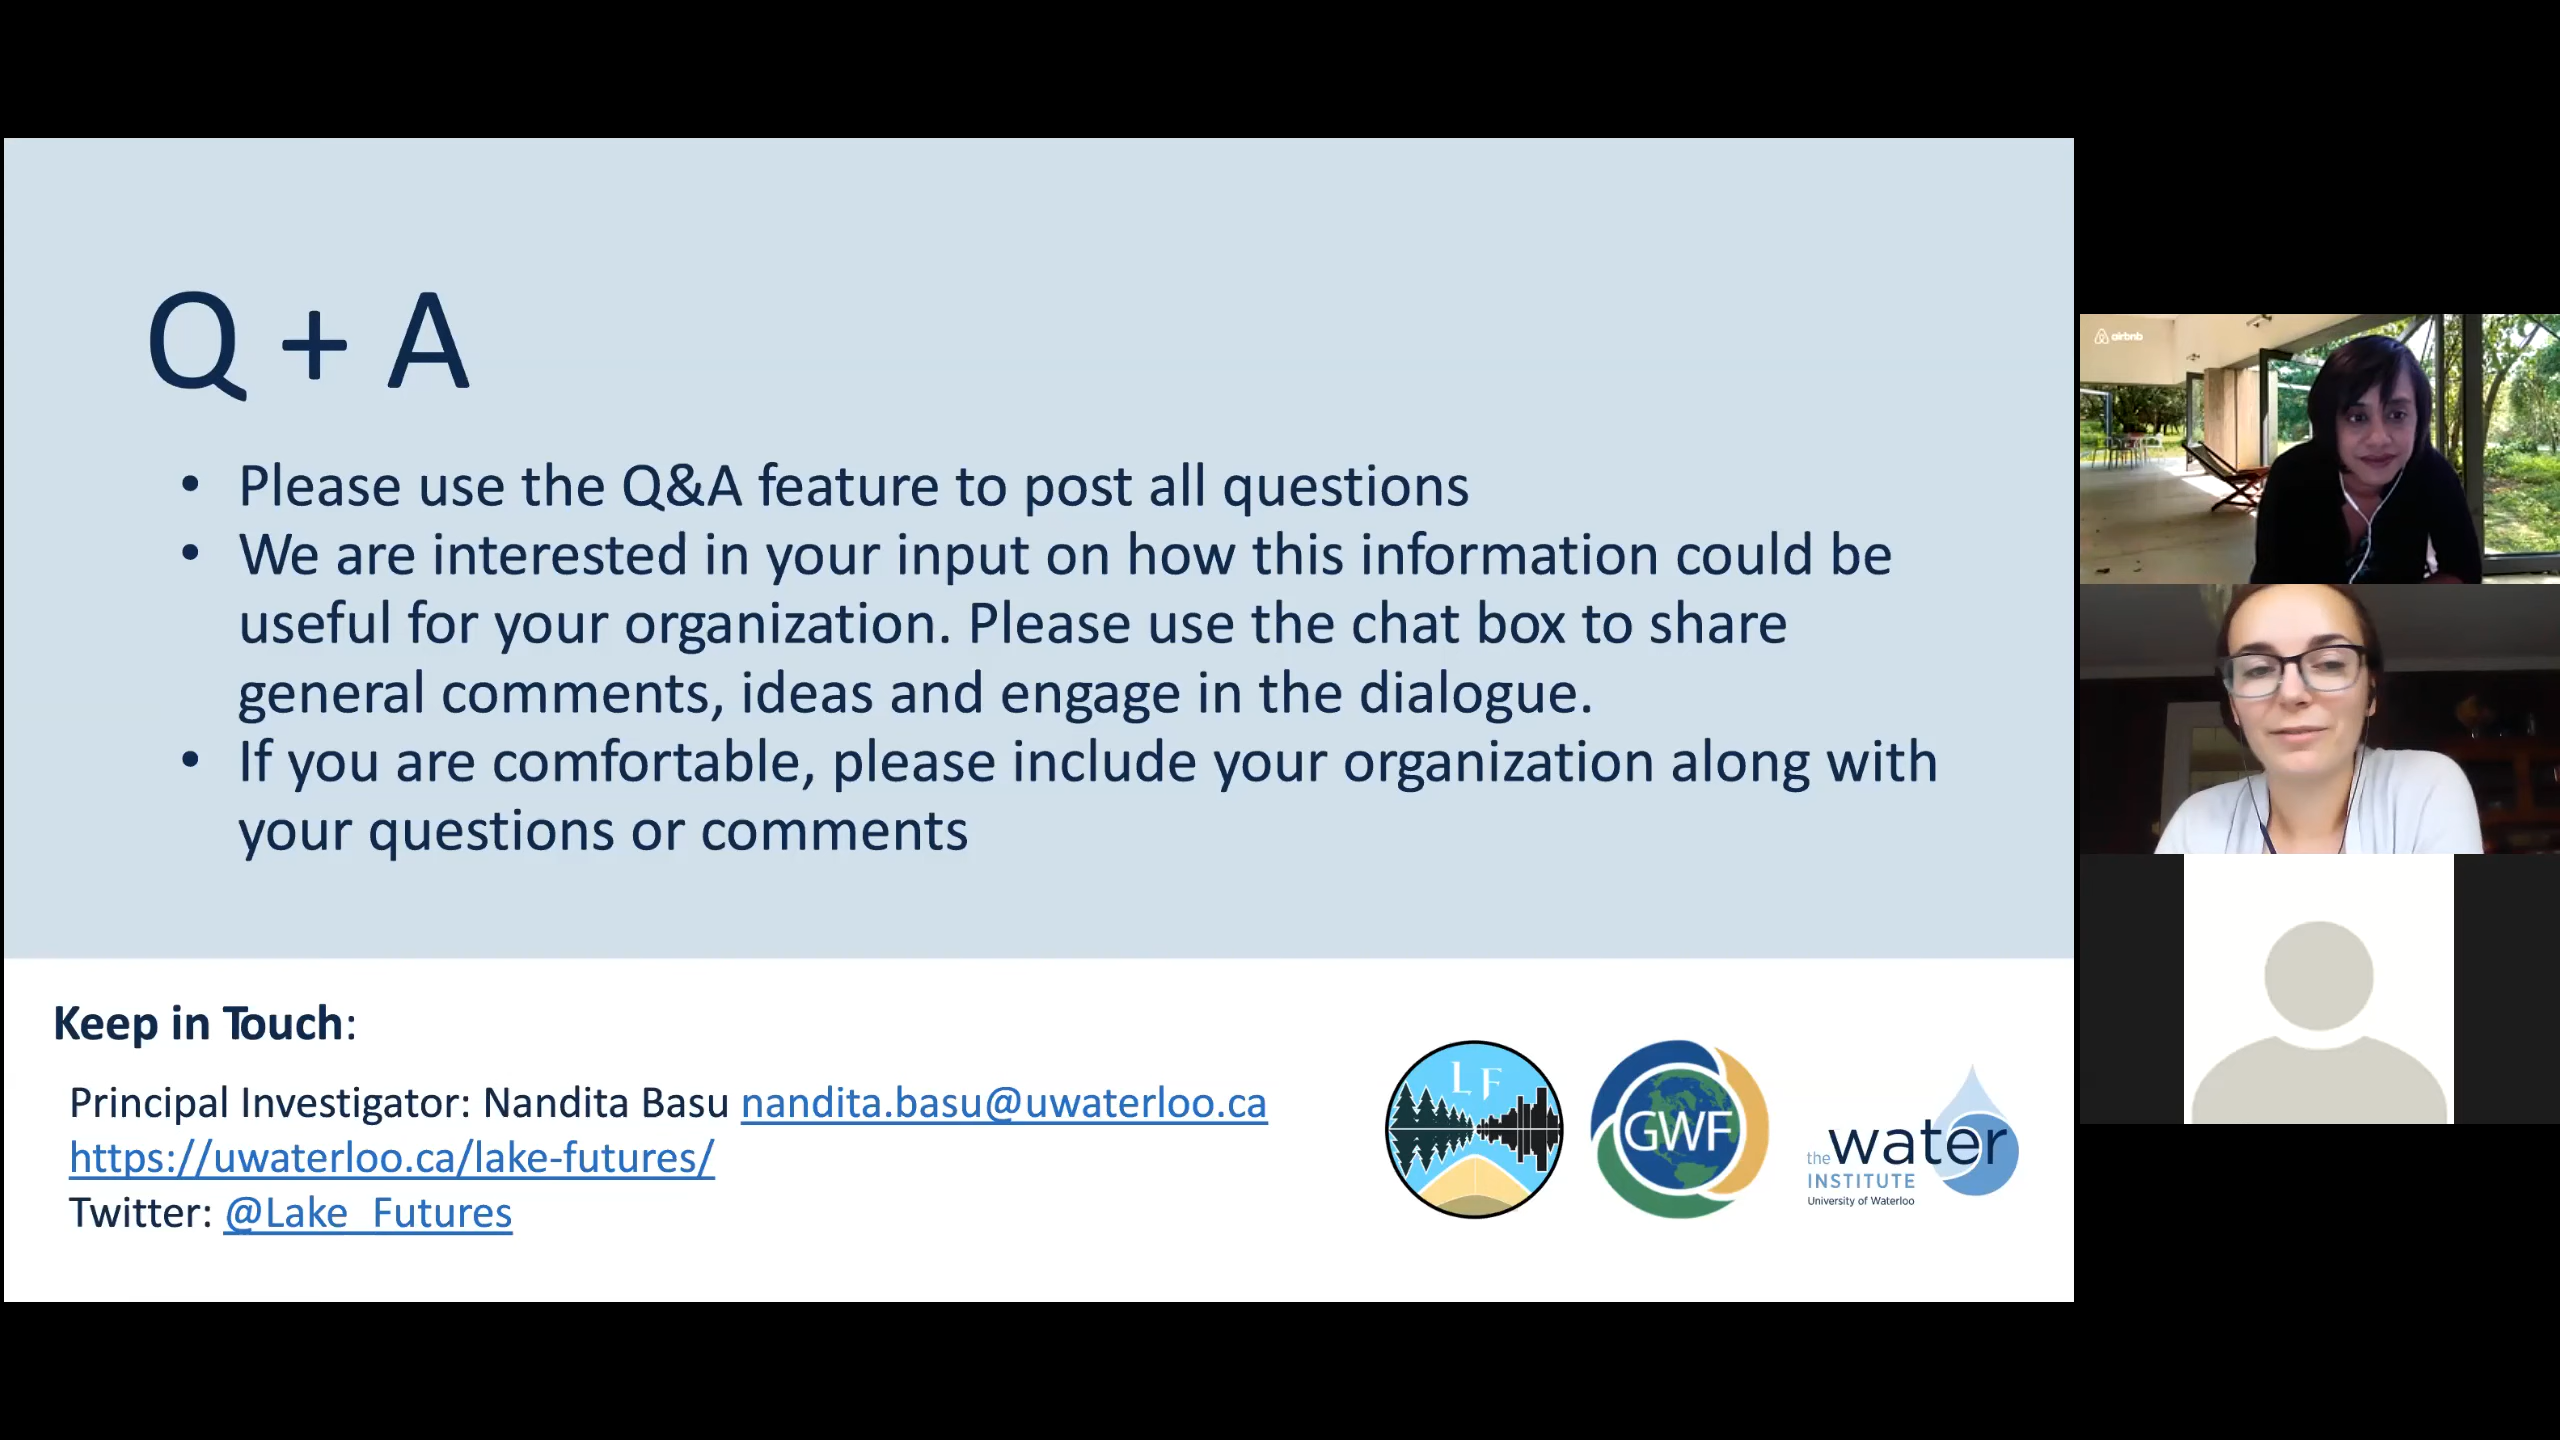 Q + A
• Please use the Q&A feature to post all questions
• We are interested in your input on how this information could be
useful for your organization. Please use the chat box to share
general comments, ideas and engage in the dialogue.
• If you are comfortable, please include your organization along with
your questions or comments
Keep in Touch:
Principal Investigator: Nandita Basu nandita.basu@uwaterloo.ca
https://uwaterloo.ca/lake-futures/
Twitter: @Lake_Futures
LF
GWF
the water
INSTITUTE
University of Waterloo
airbnb